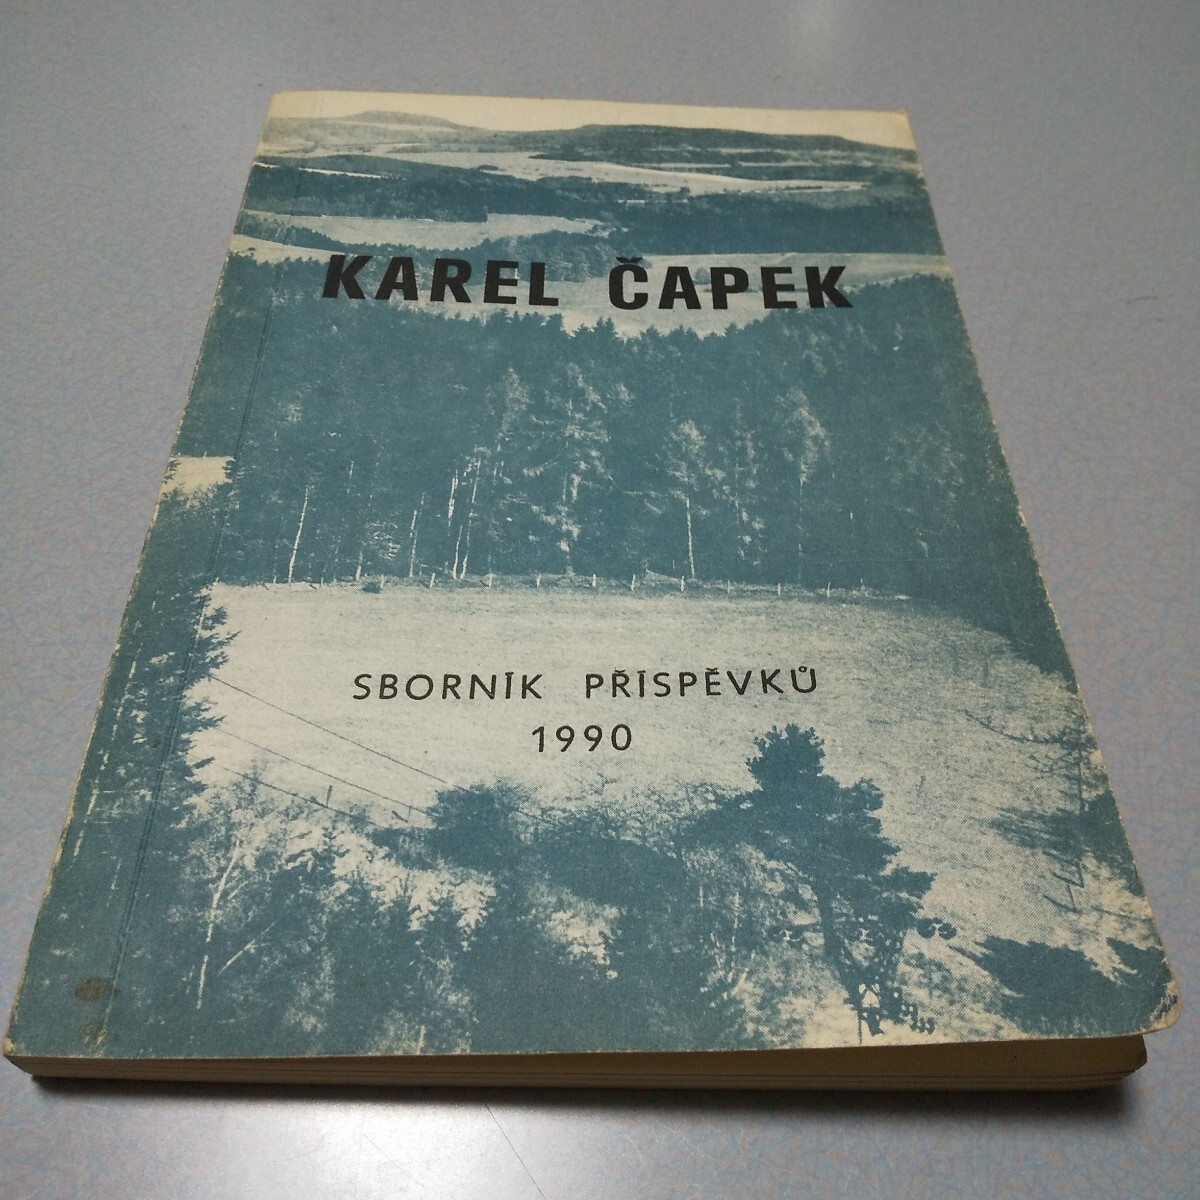 KAREL ČAPEK
SBORNÍK PŘÍSPĚVKŮ
1990